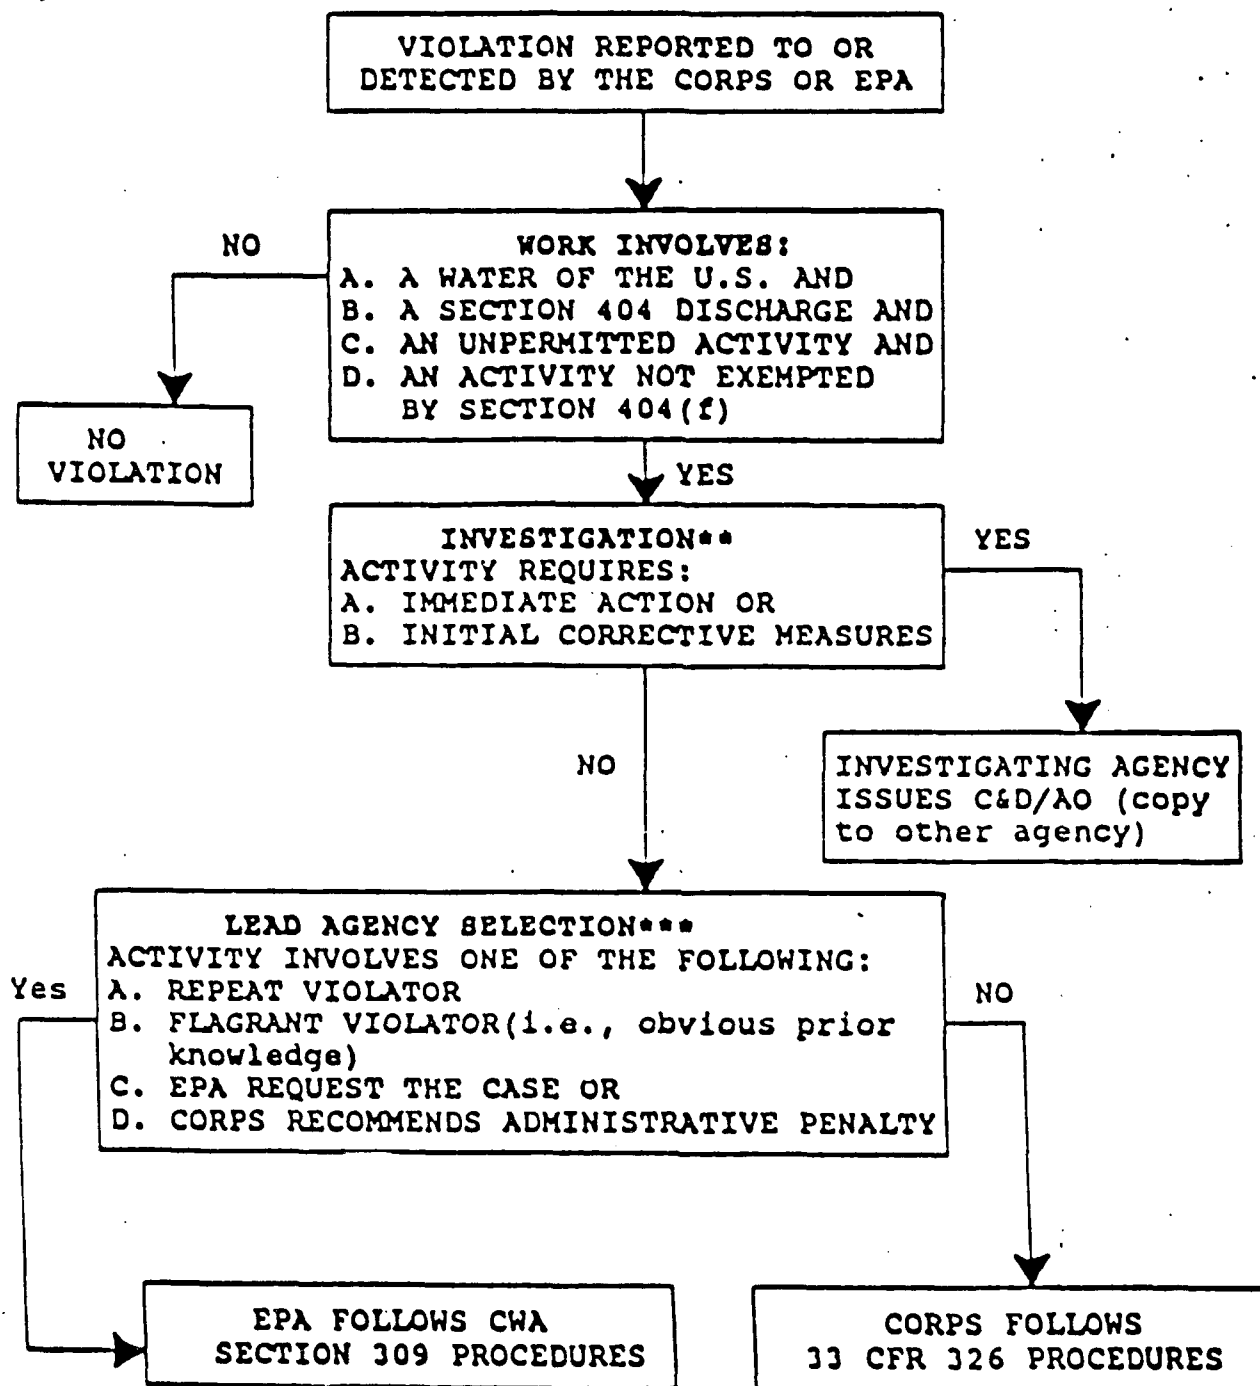 VIOLATION REPORTED TO OR
DETECTED BY THE CORPS OR EPA
NO
WORK INVOLVES:
A. A WATER OF THE U.S. AND
B. A SECTION 404 DISCHARGE AND
C. AN UNPERMITTED ACTIVITY AND
D. AN ACTIVITY NOT EXEMPTED
BY SECTION 404(f)
NO
VIOLATION
YES
INVESTIGATION**
ACTIVITY REQUIRES:
A. IMMEDIATE ACTION OR
B. INITIAL CORRECTIVE MEASURES
YES
NO
INVESTIGATING AGENCY
ISSUES C&D/AO (copy
to other agency)
LEAD AGENCY SELECTION***
ACTIVITY INVOLVES ONE OF THE FOLLOWING:
Yes
A. REPEAT VIOLATOR
B. FLAGRANT VIOLATOR(i.e., obvious prior
knowledge)
C. EPA REQUEST THE CASE OR
D. CORPS RECOMMENDS ADMINISTRATIVE PENALTY
NO
EPA FOLLOWS CWA
SECTION 309 PROCEDURES
CORPS FOLLOWS
33 CFR 326 PROCEDURES